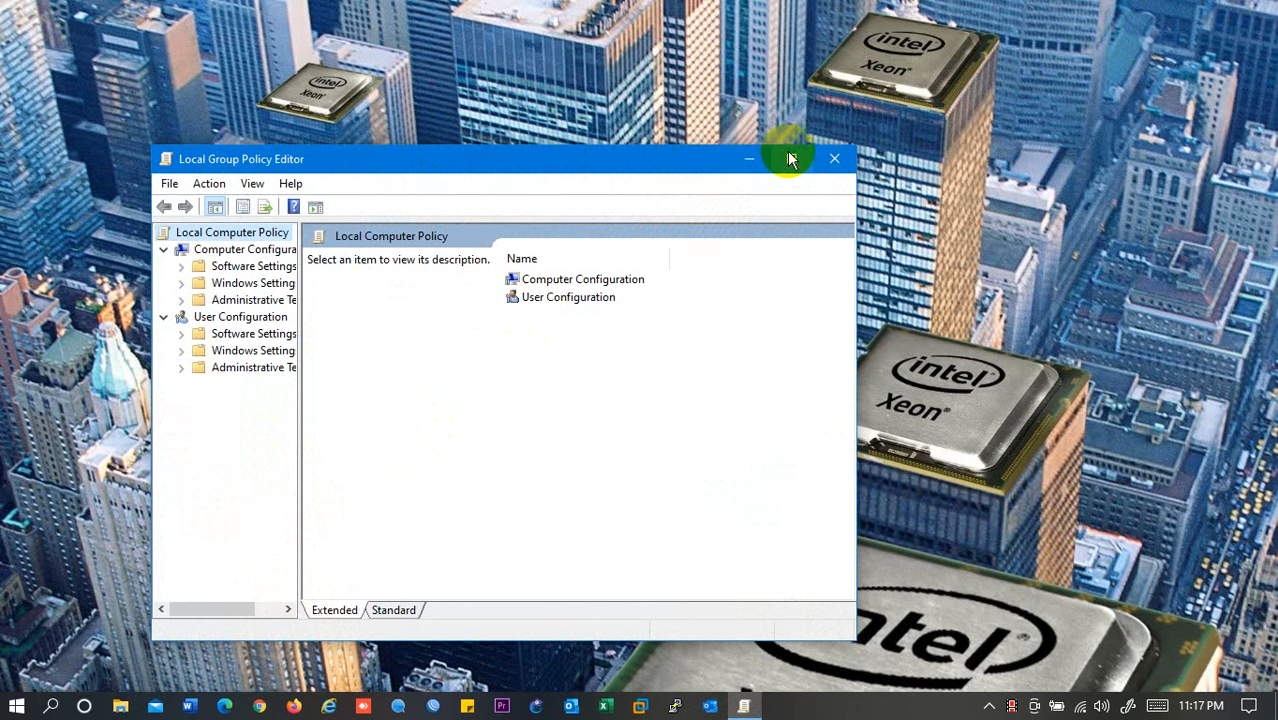 intel
Xeon®
intel
Xeon
Local Group Policy Editor
File Action View Help
Local Computer Policy
Computer Configura
Software Settings
Windows Setting
Administrative Te
User Configuration
Software Settings
Windows Setting
Administrative Te
Local Computer Policy
Select an item to view its description.
Name
Computer Configuration
User Configuration
Extended Standard
intel
Xeon®
intel®
11:17 PM